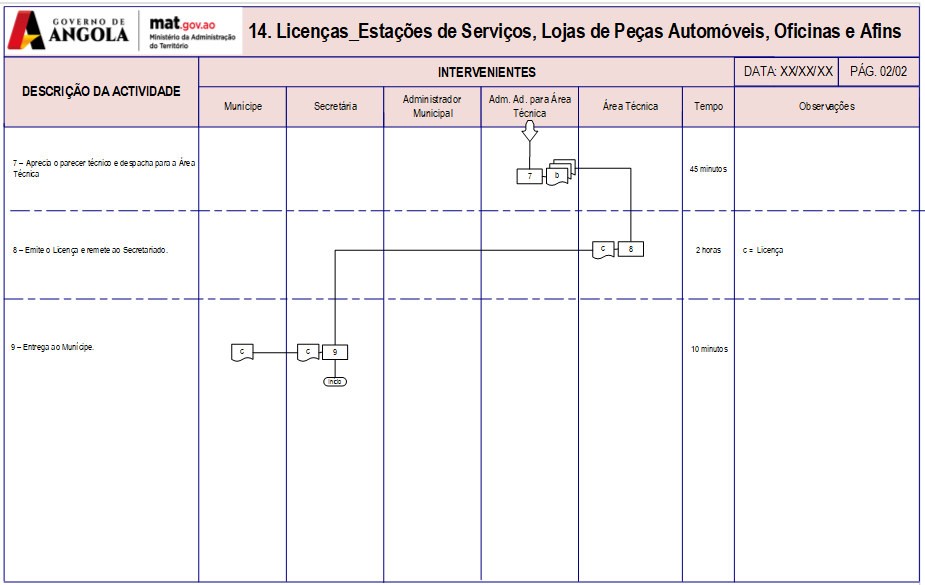 GOVERNO DE
ANGOLA
mat.gov.ao
Ministério da Administração
do Território
14. Licenças_Estações de Serviços, Lojas de Peças Automóveis, Oficinas e Afins
DESCRIÇÃO DA ACTIVIDADE
INTERVENIENTES
DATA: XX/XX/XX
PÁG. 02/02
Munícipe
Secretária
Administrador
Municipal
Adm. Ad. para Área
Técnica
Área Técnica
Tempo
Observações
7 – Aprecia o parecer técnico e despacha para a Área
Técnica
7
b
45 minutos
8 – Emite o Licença e remete ao Secretariado.
c
8
2 horas
c = Licença
9 – Entrega ao Munícipe.
c
c
9
10 minutos
Início